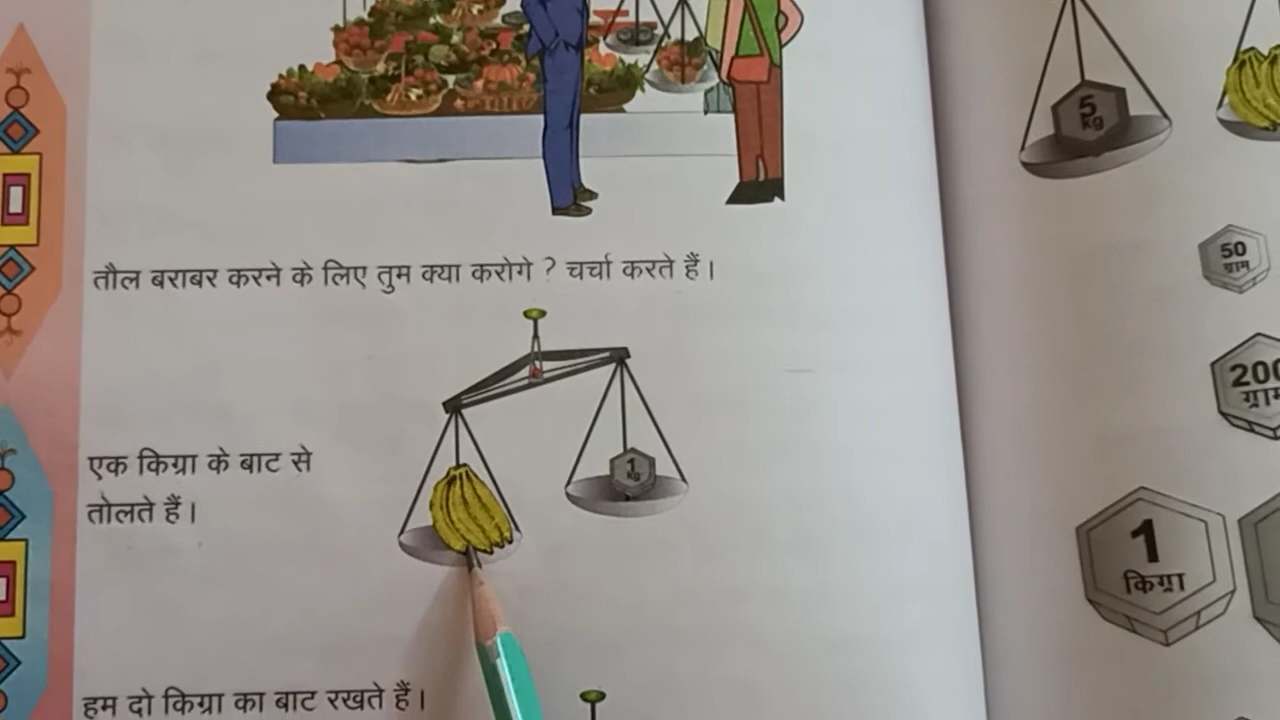 तौल बराबर करने के लिए तुम क्या करोगे ? चर्चा करते हैं।
एक किग्रा के बाट से
तोलते हैं।
1
kg
हम दो किग्रा का बाट रखते हैं।
5
kg
50
ग्राम
200
1
किग्रा